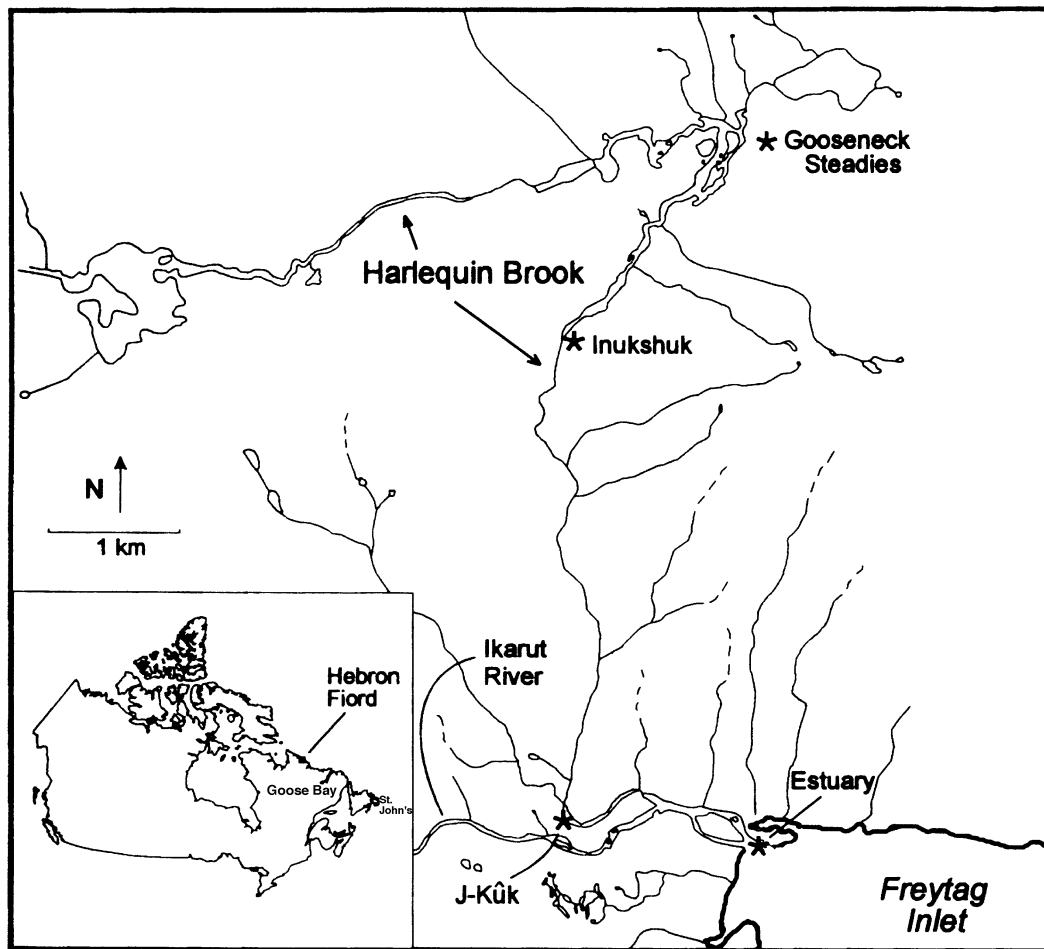 Gooseneck
Steadies
Harlequin Brook
Inukshuk
N
1 km
Ikarut
River
Hebron
Fiord
Goose Bay
St.
John's
Estuary
J-Kûk
Freytag
Inlet